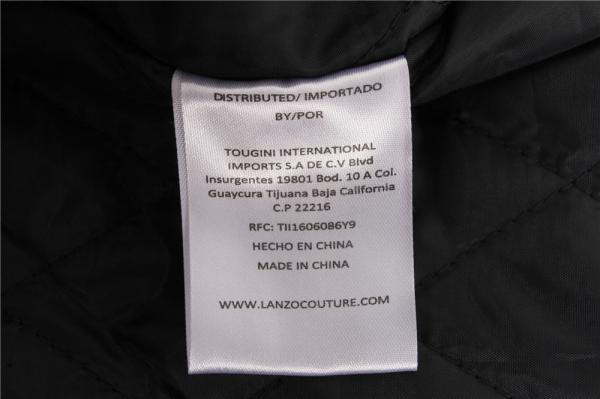 DISTRIBUTED/ IMPORTADO
BY/POR
TOUGINI INTERNATIONAL
IMPORTS S.A DE C.V Blvd
Insurgentes 19801 Bod. 10 A Col.
Guaycura Tijuana Baja California
C.P 22216
RFC: TII1606086Y9
HECHO EN CHINA
MADE IN CHINA
WWW.LANZOCOUTURE.COM